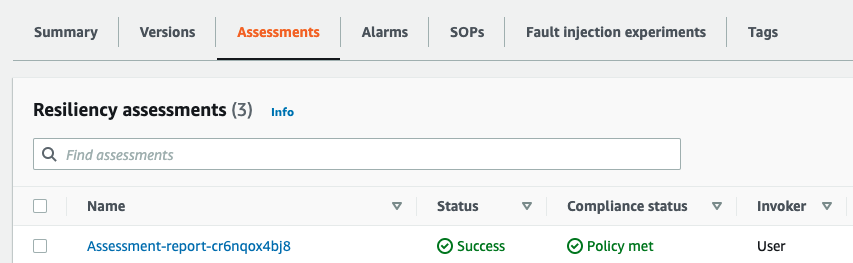 Summary Versions Assessments Alarms SOPs Fault injection experiments Tags
Resiliency assessments (3) Info
Find assessments
Name Status Compliance status Invoker
Assessment-report-cr6nqox4bj8 Success Policy met User